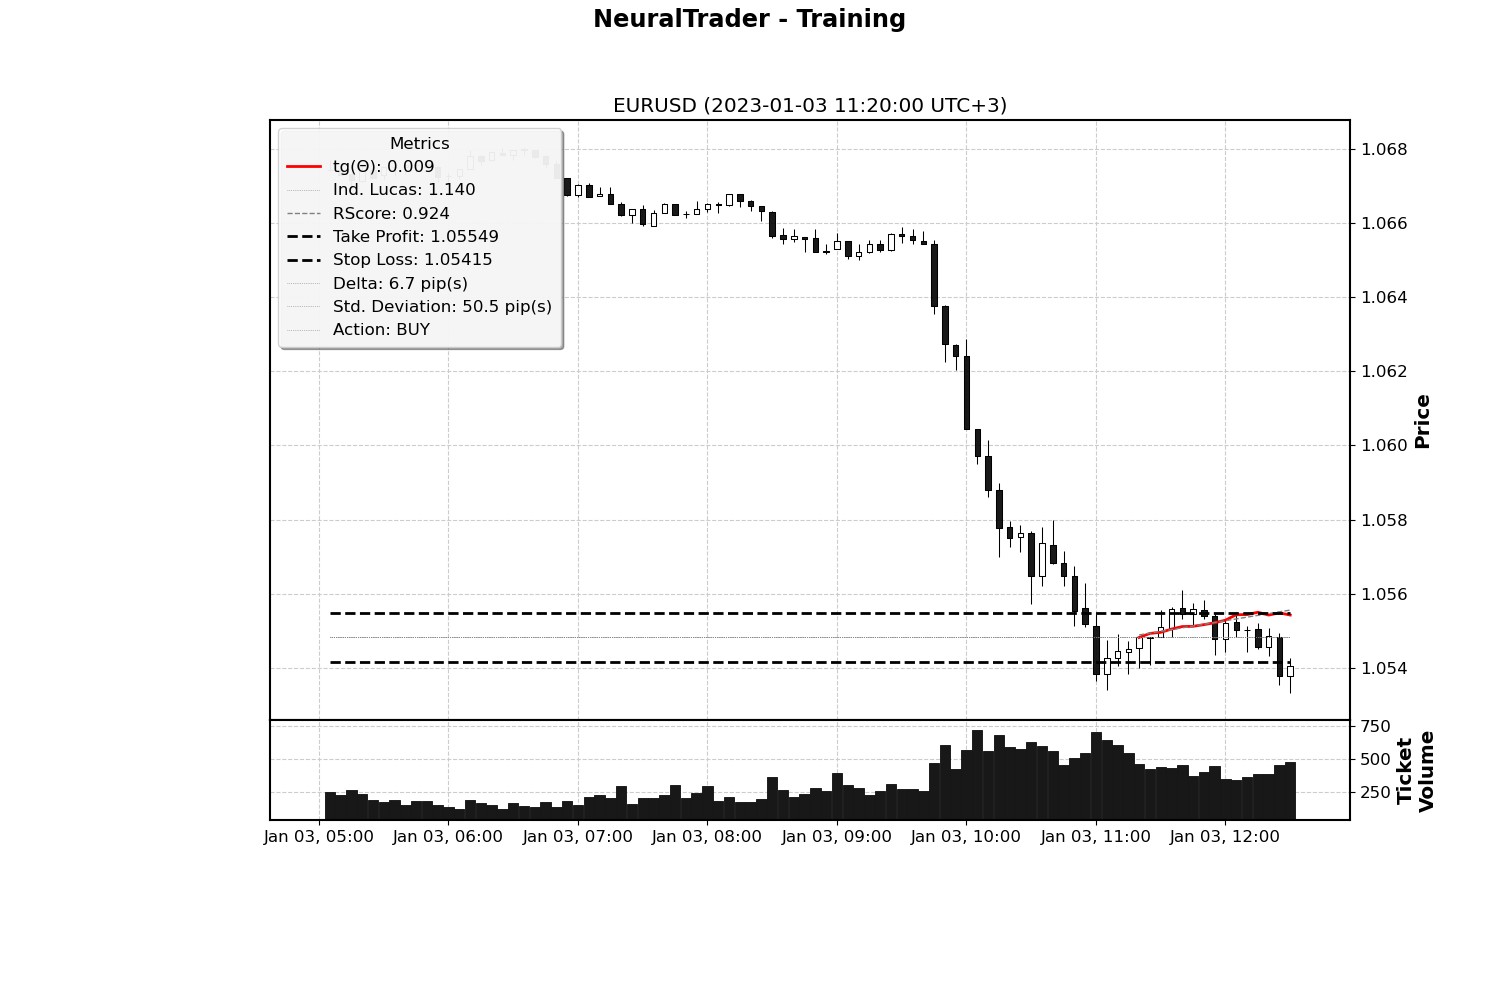 NeuralTrader - Training
EURUSD (2023-01-03 11:20:00 UTC+3)
Metrics
tg(Θ): 0.009
Ind. Lucas: 1.140
RScore: 0.924
Take Profit: 1.05549
Stop Loss: 1.05415
Delta: 6.7 pip(s)
Std. Deviation: 50.5 pip(s)
Action: BUY
1.068
1.066
1.064
1.062
1.060
1.058
1.056
1.054
Price
750
500
250
Ticket
Volume
Jan 03, 05:00 Jan 03, 06:00 Jan 03, 07:00 Jan 03, 08:00 Jan 03, 09:00 Jan 03, 10:00 Jan 03, 11:00 Jan 03, 12:00